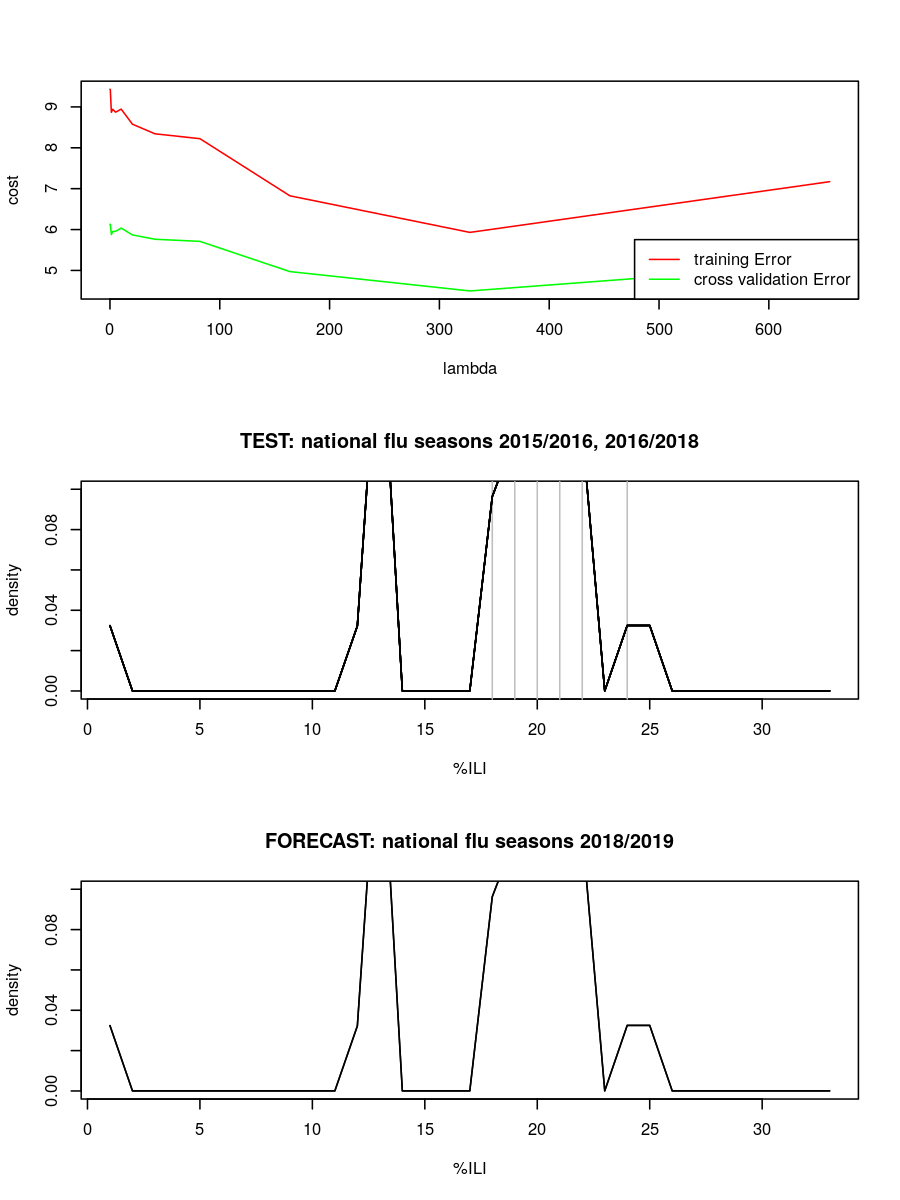 9
8
7
6
5
cost
training Error
cross validation Error
0 100 200 300 400 500 600
lambda
TEST: national flu seasons 2015/2016, 2016/2018
0.08
0.04
0.00
density
0 5 10 15 20 25 30
%ILI
FORECAST: national flu seasons 2018/2019
0.08
0.04
0.00
density
0 5 10 15 20 25 30
%ILI